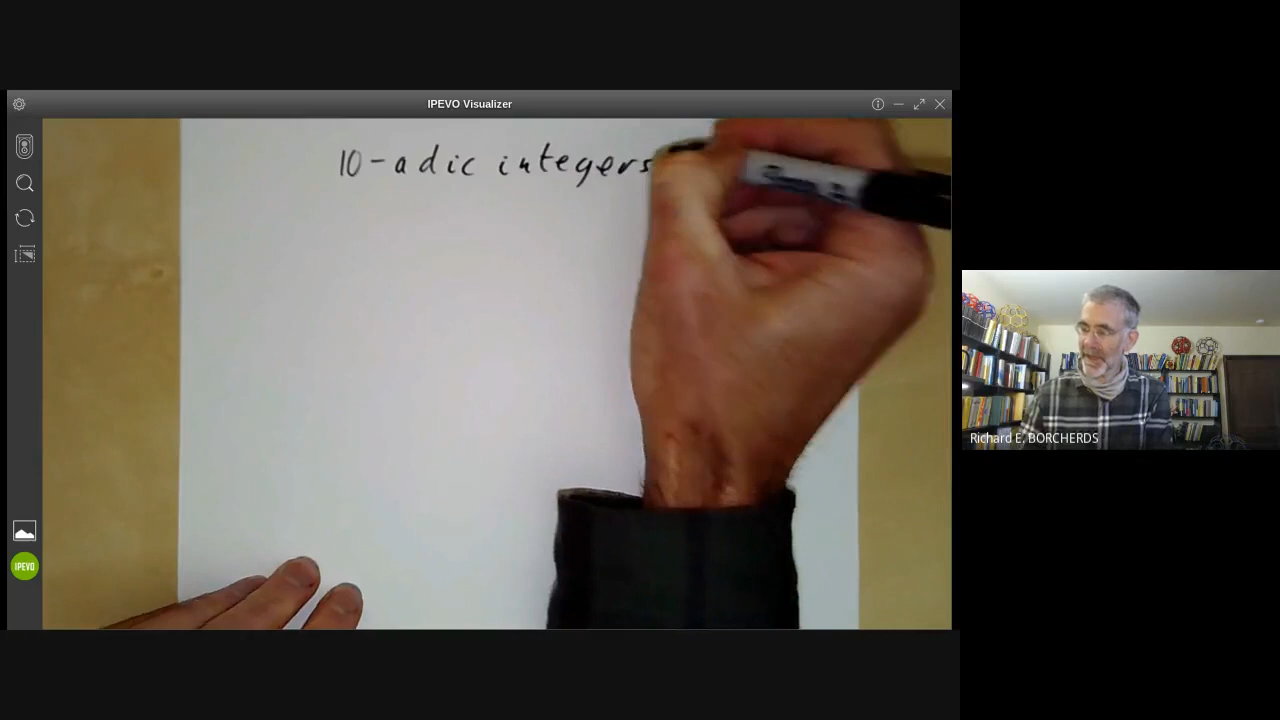 IPEVO Visualizer
10-adic integers
IPEVO
Richard E. BORCHERDS